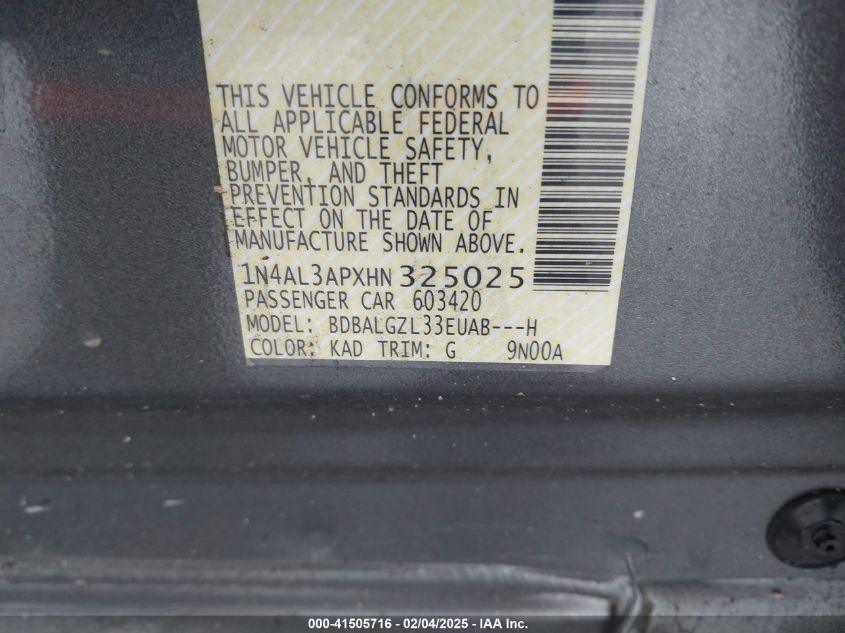 THIS VEHICLE CONFORMS TO
ALL APPLICABLE FEDERAL
MOTOR VEHICLE SAFETY,
BUMPER, AND THEFT
PREVENTION STANDARDS IN
EFFECT ON THE DATE OF
MANUFACTURE SHOWN ABOVE.
1N4AL3APXHN 325025
PASSENGER CAR 603420
MODEL: BDBALGZL33EUAB---H
COLOR: KAD TRIM: G 9N00A
000-41505716 - 02/04/2025 - IAA Inc.